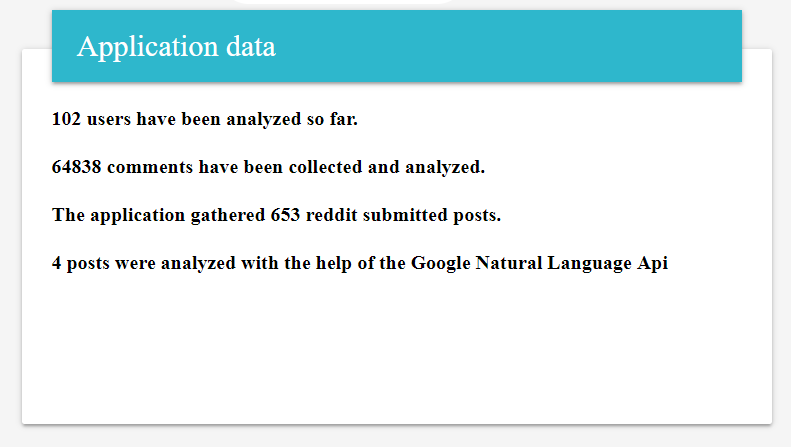 Application data
102 users have been analyzed so far.
64838 comments have been collected and analyzed.
The application gathered 653 reddit submitted posts.
4 posts were analyzed with the help of the Google Natural Language Api